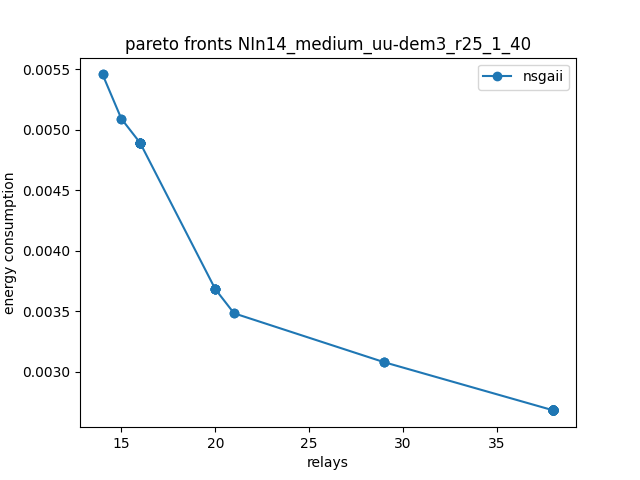 pareto fronts NIn14_medium_uu-dem3_r25_1_40
nsgaii
0.0055
0.0050
0.0045
0.0040
0.0035
0.0030
energy consumption
15
20
25
30
35
relays